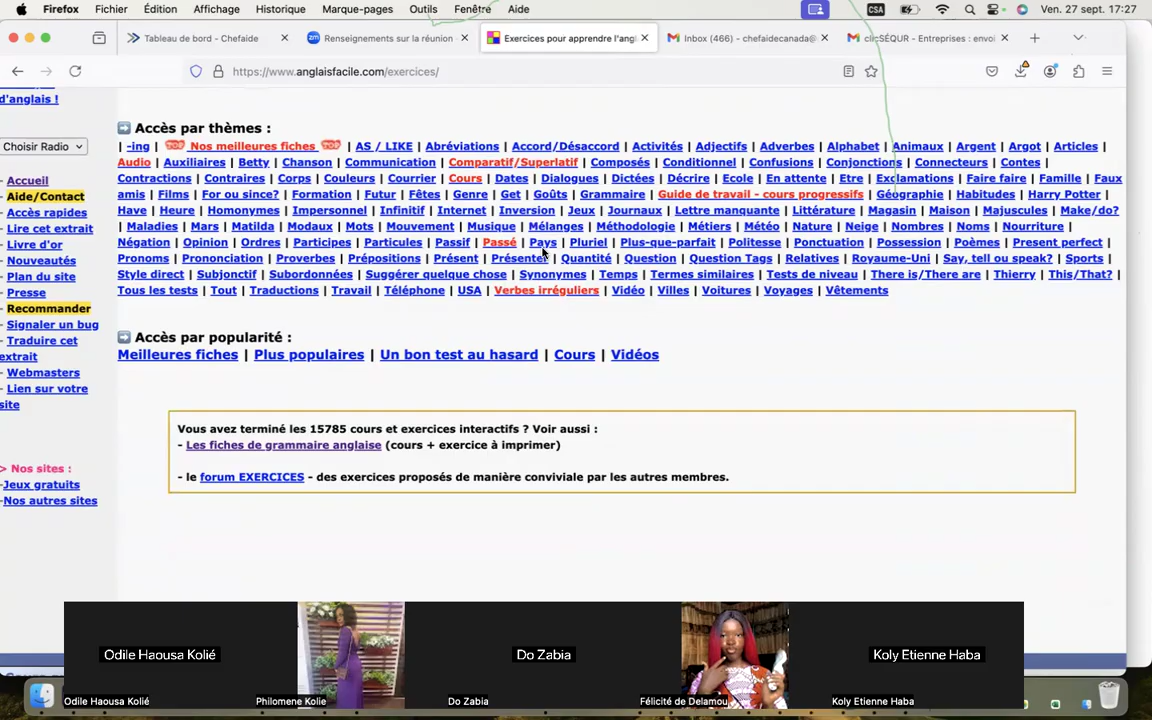 Firefox Fichier Édition Affichage Historique Marque-pages Outils Fenêtre Aide CSA Ven. 27 sept. 17:27
Tableau de bord - Chefaide × Renseignements sur la réunion × Exercices pour apprendre l'angl × Inbox (466) - chefaidecanada@ × clicSÉQUR - Entreprises : envoi ×
https://www.anglaisfacile.com/exercices/
d'anglais !
Choisir Radio
- Accueil
- Aide/Contact
- Accès rapides
- Lire cet extrait
- Livre d'or
- Nouveautés
- Plan du site
- Presse
- Recommander
- Signaler un bug
- Traduire cet
extrait
- Webmasters
- Lien sur votre
site
> Nos sites :
-Jeux gratuits
-Nos autres sites
Accès par thèmes :
| -ing | Nos meilleures fiches | AS / LIKE | Abréviations | Accord/Désaccord | Activités | Adjectifs | Adverbes | Alphabet | Animaux | Argent | Argot | Articles |
Audio | Auxiliaires | Betty | Chanson | Communication | Comparatif/Superlatif | Composés | Conditionnel | Confusions | Conjonctions | Connecteurs | Contes |
Contractions | Contraires | Corps | Couleurs | Courrier | Cours | Dates | Dialogues | Dictées | Décrire | Ecole | En attente | Etre | Exclamations | Faire faire | Famille | Faux
amis | Films | For ou since? | Formation | Futur | Fêtes | Genre | Get | Goûts | Grammaire | Guide de travail - cours progressifs | Géographie | Habitudes | Harry Potter |
Have | Heure | Homonymes | Impersonnel | Infinitif | Internet | Inversion | Jeux | Journaux | Lettre manquante | Littérature | Magasin | Maison | Majuscules | Make/do?
| Maladies | Mars | Matilda | Modaux | Mots | Mouvement | Musique | Mélanges | Méthodologie | Métiers | Météo | Nature | Neige | Nombres | Noms | Nourriture |
Négation | Opinion | Ordres | Participes | Particules | Passif | Passé | Pays | Pluriel | Plus-que-parfait | Politesse | Ponctuation | Possession | Poèmes | Present perfect |
Pronoms | Prononciation | Proverbes | Prépositions | Présent | Présenter | Quantité | Question | Question Tags | Relatives | Royaume-Uni | Say, tell ou speak? | Sports |
Style direct | Subjonctif | Subordonnées | Suggérer quelque chose | Synonymes | Temps | Termes similaires | Tests de niveau | There is/There are | Thierry | This/That? |
Tous les tests | Tout | Traductions | Travail | Téléphone | USA | Verbes irréguliers | Vidéo | Villes | Voitures | Voyages | Vêtements
Accès par popularité :
Meilleures fiches | Plus populaires | Un bon test au hasard | Cours | Vidéos
Vous avez terminé les 15785 cours et exercices interactifs ? Voir aussi :
- Les fiches de grammaire anglaise (cours + exercice à imprimer)
- le forum EXERCICES - des exercices proposés de manière conviviale par les autres membres.
Odile Haousa Kolié Do Zabia Koly Etienne Haba
Odile Haousa Kolié Philomene Kolie Do Zabia Félicité de Delamou Koly Etienne Haba